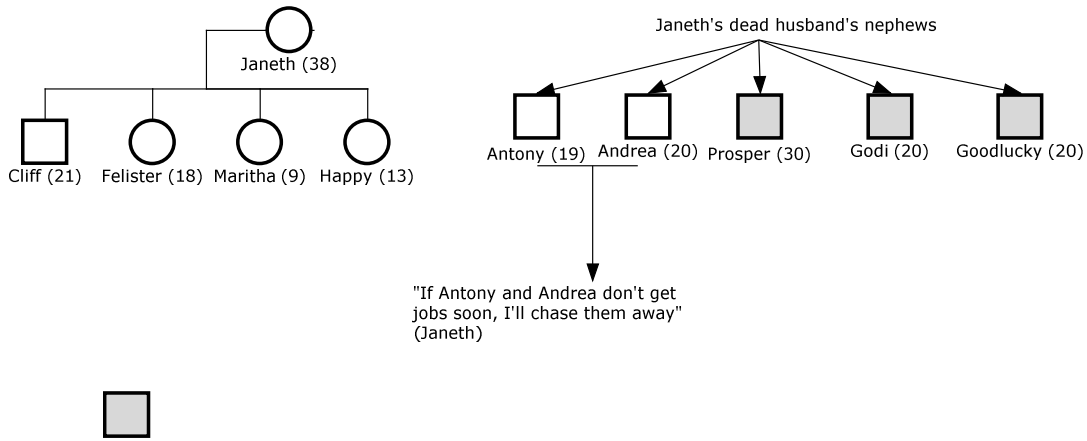 Janeth's dead husband's nephews
Janeth (38)
Cliff (21)
Felister (18)
Maritha (9)
Happy (13)
Antony (19)
Andrea (20)
Prosper (30)
Godi (20)
Goodlucky (20)
"If Antony and Andrea don't get
jobs soon, I'll chase them away"
(Janeth)